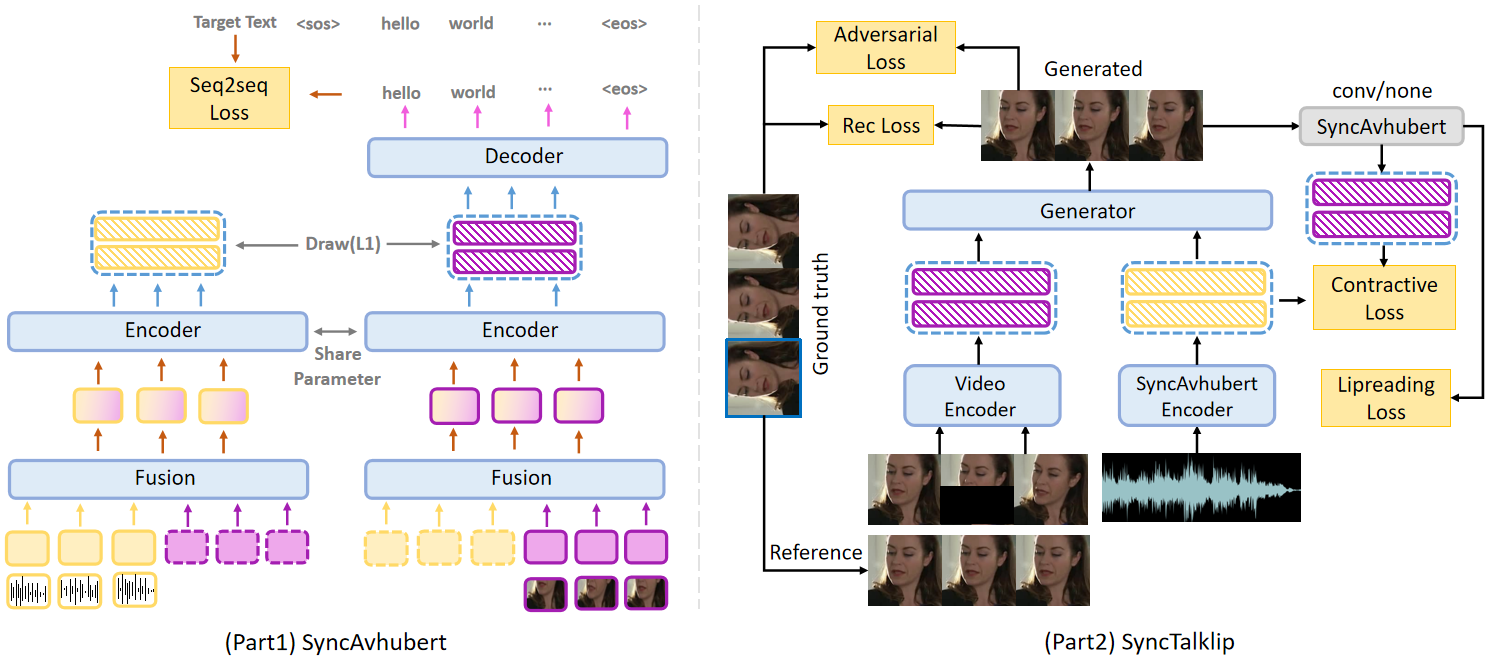 Target Text <sos> hello world ... <eos>
Seq2seq
Loss
hello world ... <eos>
Decoder
Draw(L1)
Encoder
Encoder
Share
Parameter
Fusion
Fusion
(Part1) SyncAvhubert
Adversarial
Loss
Generated
conv/none
Rec Loss
SyncAvhubert
Generator
Ground truth
Contractive
Loss
Video
Encoder
SyncAvhubert
Encoder
Lipreading
Loss
Reference
(Part2) SyncTalklip